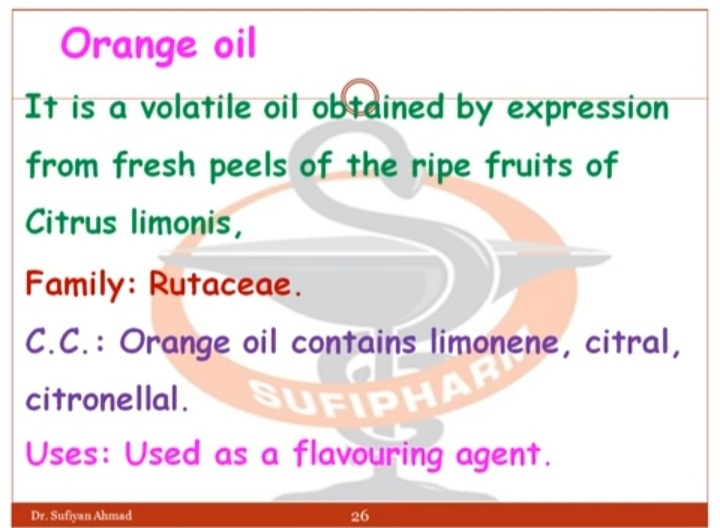 Orange oil
It is a volatile oil obtained by expression
from fresh peels of the ripe fruits of
Citrus limonis,
Family: Rutaceae.
C.C.: Orange oil contains limonene, citral,
citronellal.
Uses: Used as a flavouring agent.
SUFIPHARM
Dr. Sufiyan Ahmad
26